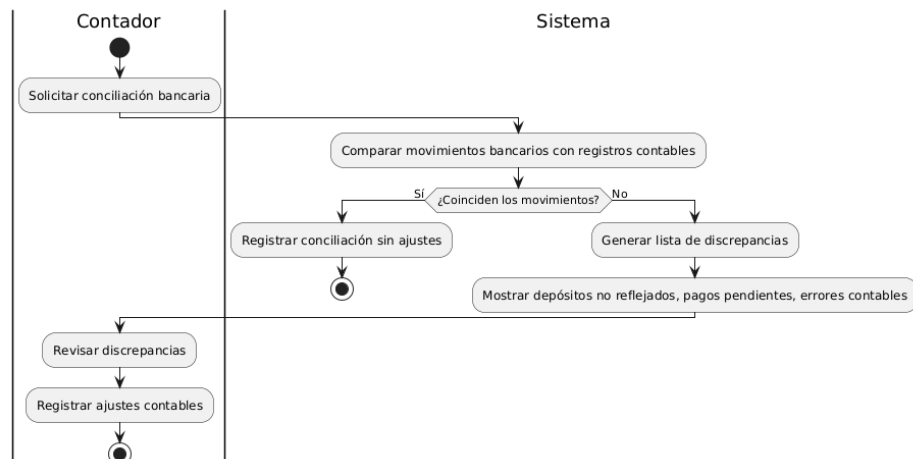 Contador
Sistema
Solicitar conciliación bancaria
Comparar movimientos bancarios con registros contables
¿Coinciden los movimientos?
Sí
No
Registrar conciliación sin ajustes
Generar lista de discrepancias
Mostrar depósitos no reflejados, pagos pendientes, errores contables
Revisar discrepancias
Registrar ajustes contables